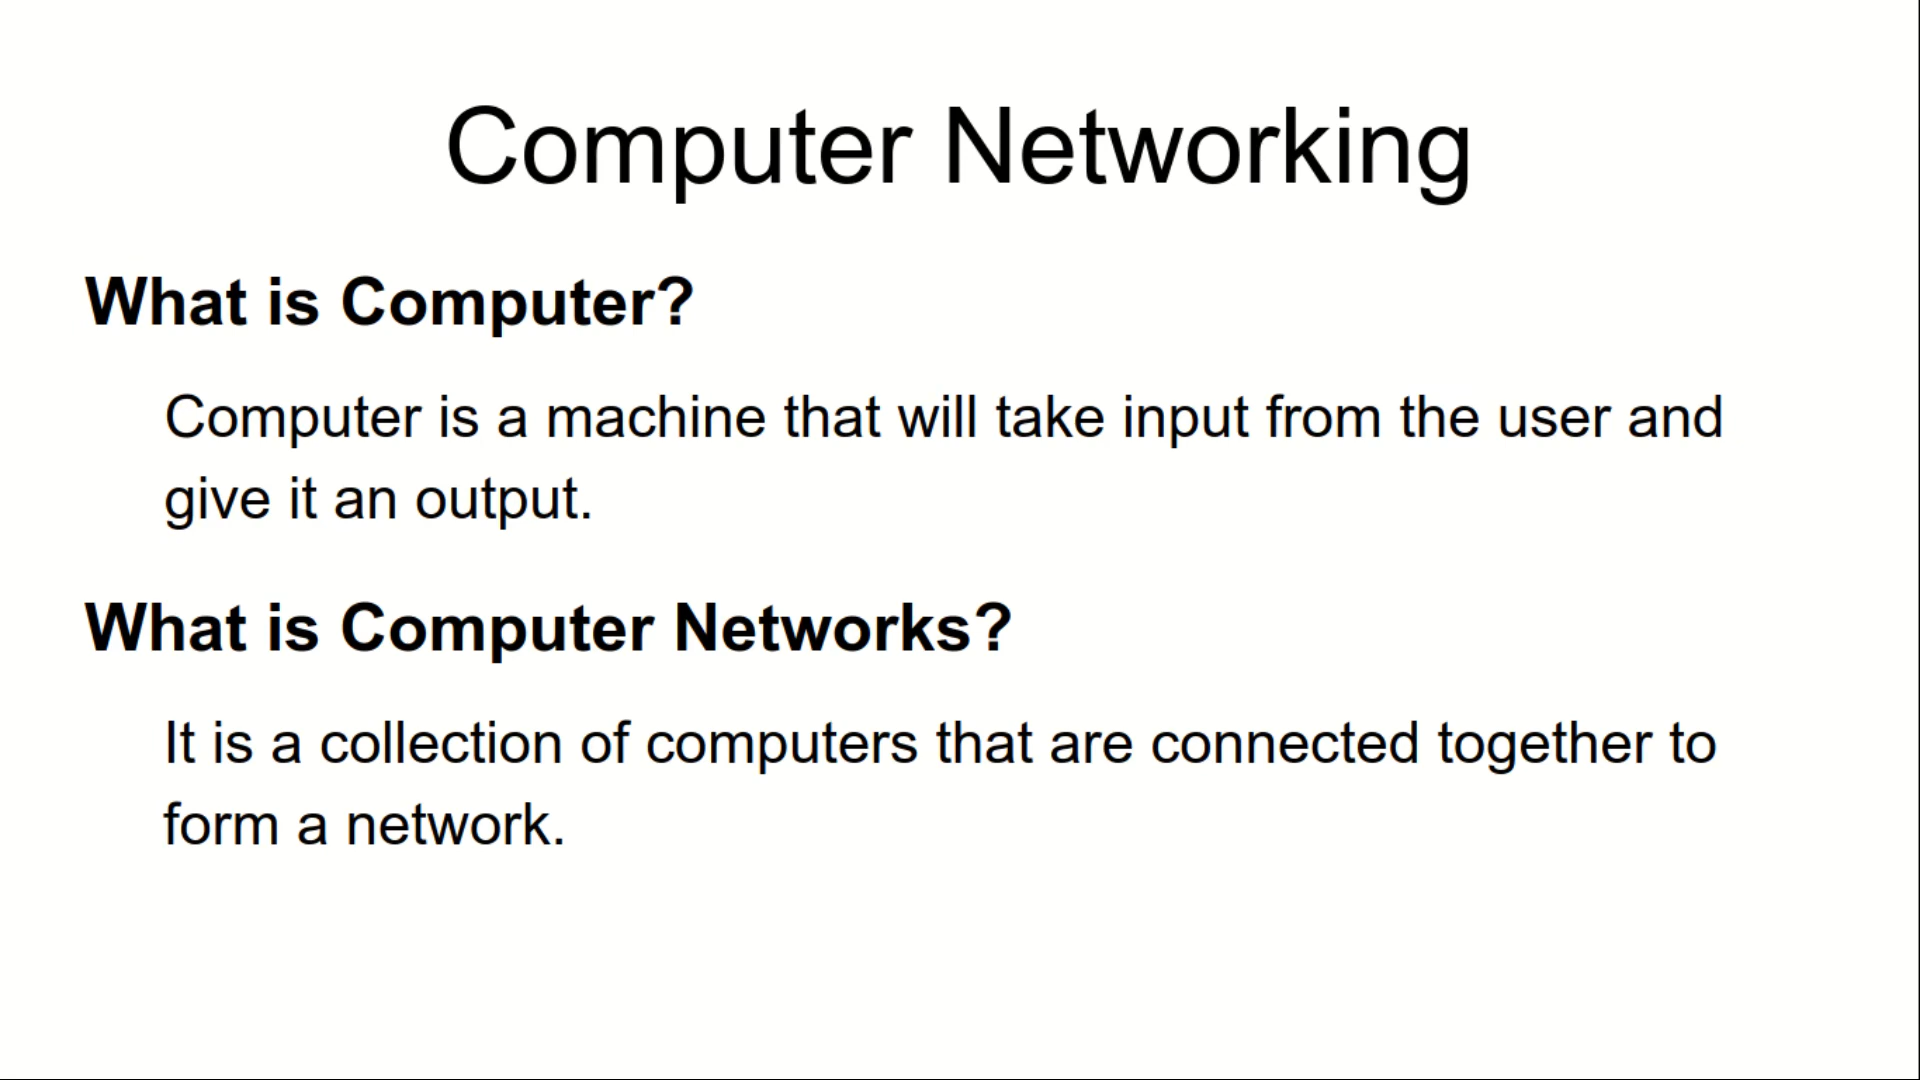 Computer Networking
What is Computer?
Computer is a machine that will take input from the user and
give it an output.
What is Computer Networks?
It is a collection of computers that are connected together to
form a network.